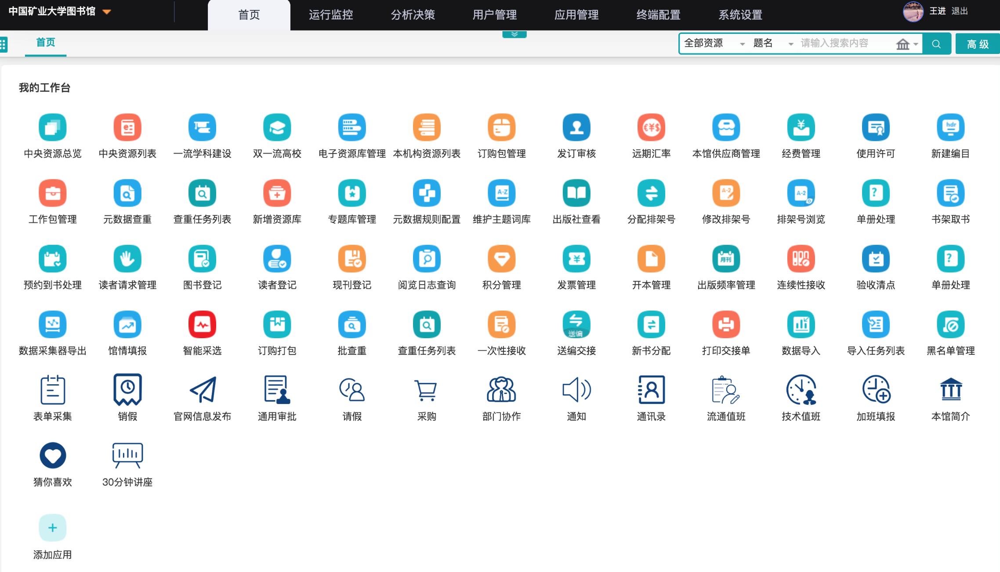 中国矿业大学图书馆 首页 运行监控 分析决策 用户管理 应用管理 终端配置 系统设置 王进 退出
首页 全部资源 题名 请输入搜索内容 高级
我的工作台
e: €¥$ ¥ hdr
中央资源总览 中央资源列表 一流学科建设 双一流高校 电子资源库管理 本机构资源列表 订购包管理 发订审核 远期汇率 本馆供应商管理 经费管理 使用许可 新建编目
A-Z A-2 A-2 ?
工作包管理 元数据查重 查重任务列表 新增资源库 专题库管理 元数据规则配置 维护主题词库 出版社查看 分配排架号 修改排架号 排架号浏览 单册处理 书架取书
¥ 月刊 ?
预约到书处理 读者请求管理 图书登记 读者登记 现刊登记 阅览日志查询 积分管理 发票管理 开本管理 出版频率管理 连续性接收 验收清点 单册处理
送编
数据采集器导出 馆情填报 智能采选 订购打包 批查重 查重任务列表 一次性接收 送编交接 新书分配 打印交接单 数据导入 导入任务列表 黑名单管理
表单采集 销假 官网信息发布 通用审批 请假 采购 部门协作 通知 通讯录 流通值班 技术值班 加班填报 本馆简介
猜你喜欢 30分钟讲座
添加应用